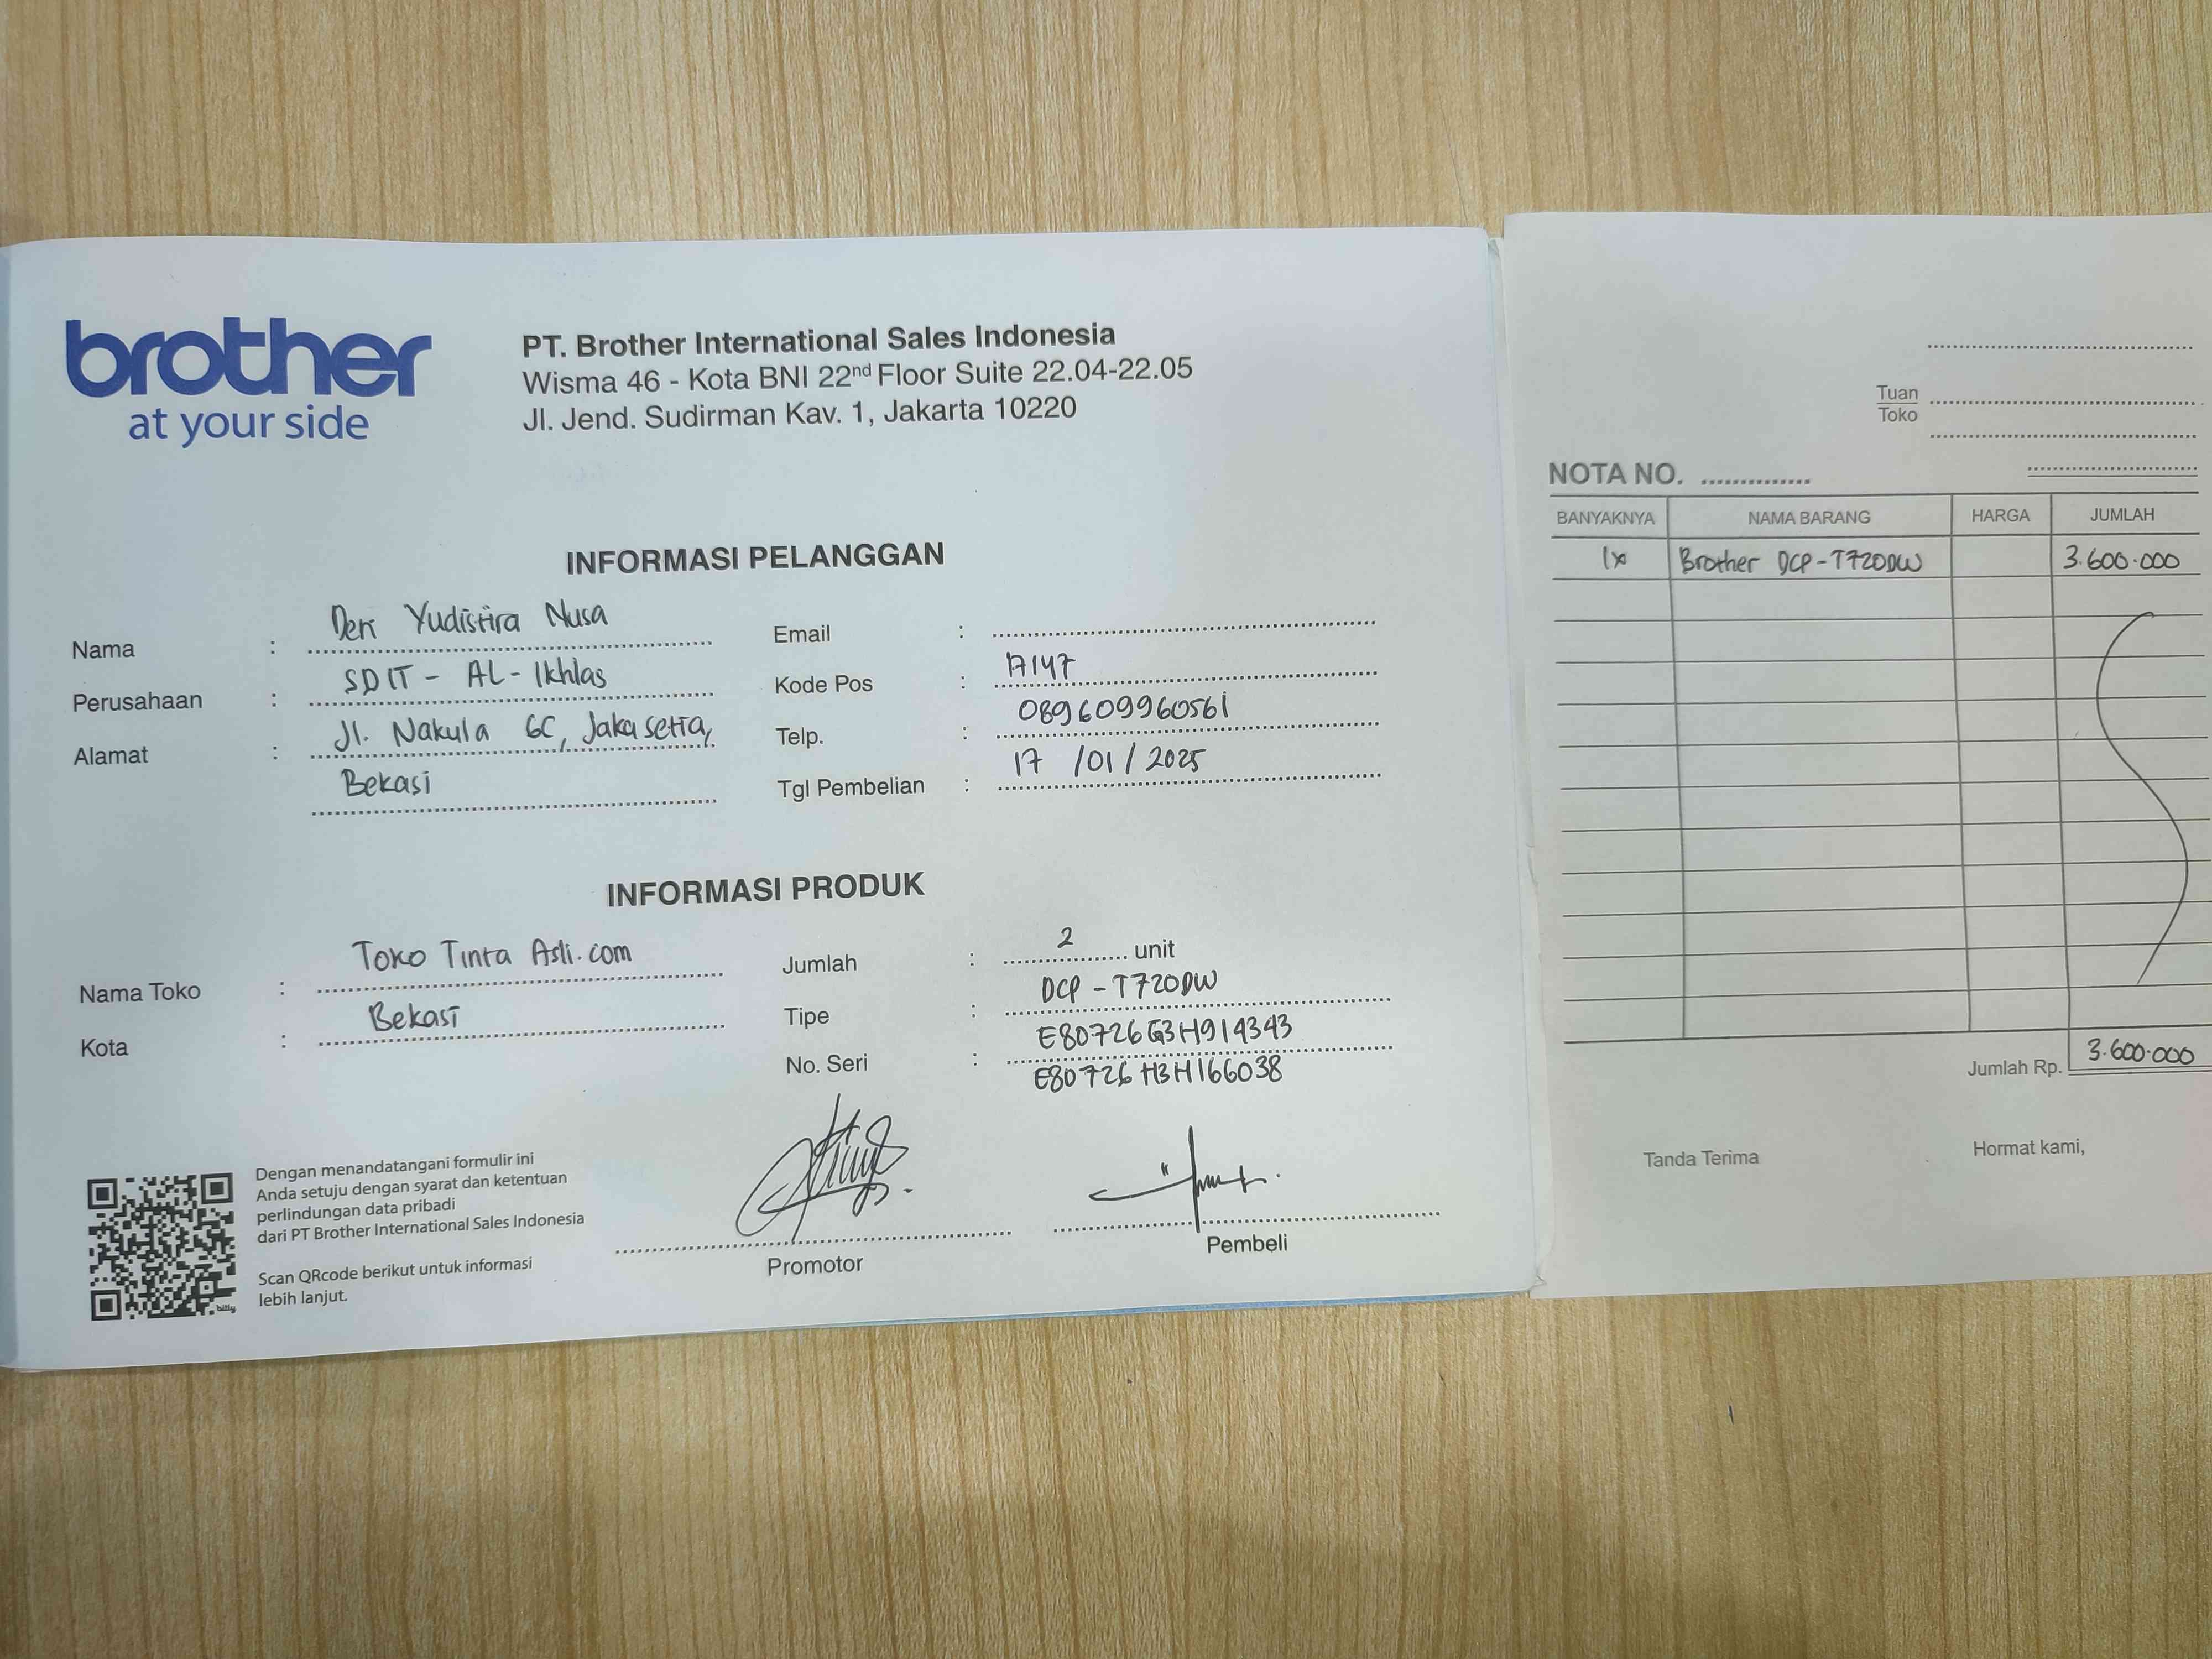 brother
at your side
PT. Brother International Sales Indonesia
Wisma 46 - Kota BNI 22nd Floor Suite 22.04-22.05
Jl. Jend. Sudirman Kav. 1, Jakarta 10220
INFORMASI PELANGGAN
Nama : Deri Yudistira Nusa
Perusahaan : SDIT - AL - Ikhlas
Alamat : Jl. Nakula 6C, Jakasetia,
Bekasi
Email :
Kode Pos : 17147
Telp. : 089609960561
Tgl Pembelian : 17 /01 / 2025
INFORMASI PRODUK
Nama Toko : Toko Tinta Asli.com
Kota : Bekasi
Jumlah : 2 unit
Tipe : DCP - T720DW
No. Seri : E80726G3H914343
E80726H3H166038
Dengan menandatangani formulir ini
Anda setuju dengan syarat dan ketentuan
perlindungan data pribadi
dari PT Brother International Sales Indonesia
Scan QRcode berikut untuk informasi
lebih lanjut.
bitly
Promotor
Pembeli
Tuan
Toko
NOTA NO.
BANYAKNYA NAMA BARANG HARGA JUMLAH
1x Brother DCP-T720DW 3.600.000
Jumlah Rp. 3.600.000
Tanda Terima
Hormat kami,